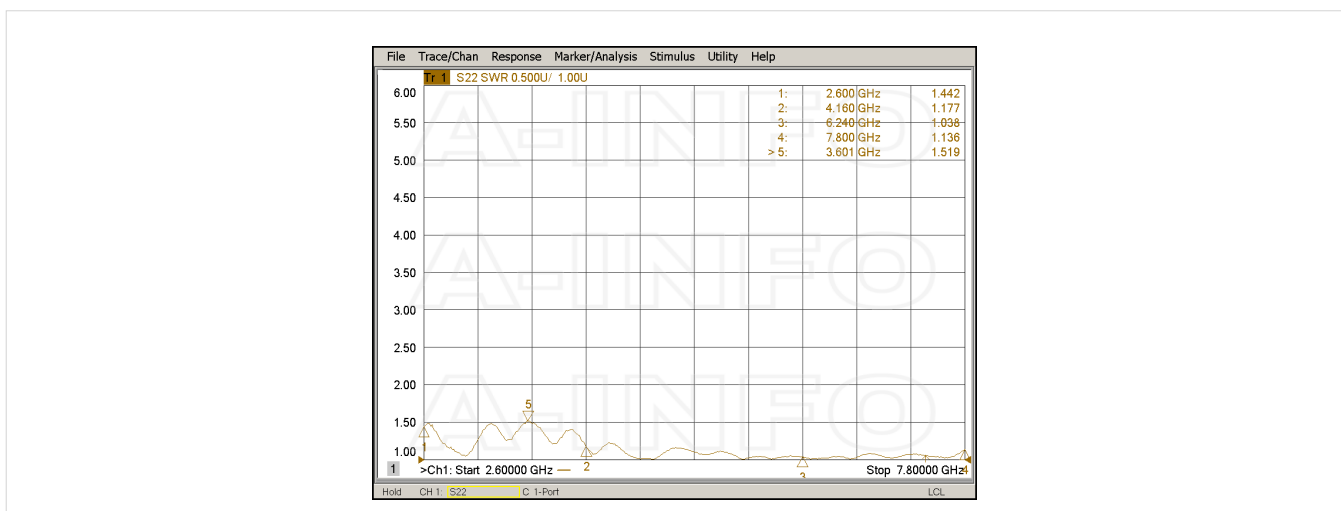 File Trace/Chan Response Marker/Analysis Stimulus Utility Help
Tr 1 S22 SWR 0.500U/ 1.00U
6.00
5.50
5.00
4.50
4.00
3.50
3.00
2.50
2.00
1.50
1.00
1: 2.600 GHz 1.442
2: 4.160 GHz 1.177
3: 6.240 GHz 1.038
4: 7.800 GHz 1.136
> 5: 3.601 GHz 1.519
A-INFO
A-INFO
A-INFO
5
1
2
3
4
1 >Ch1: Start 2.60000 GHz — Stop 7.80000 GHz
Hold CH 1: S22 C 1-Port LCL